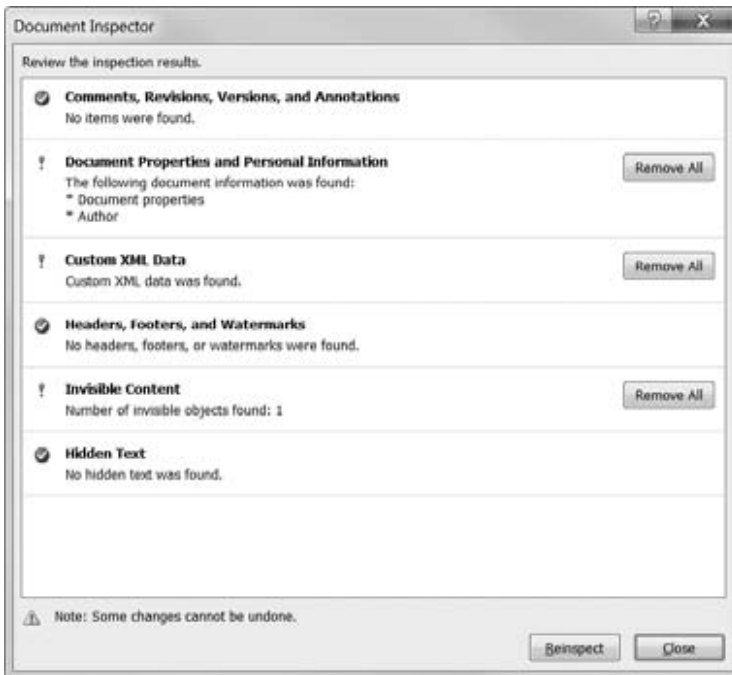 Document Inspector
Review the inspection results.
Comments, Revisions, Versions, and Annotations
No items were found.
Document Properties and Personal Information
Remove All
The following document information was found:
* Document properties
* Author
Custom XML Data
Remove All
Custom XML data was found.
Headers, Footers, and Watermarks
No headers, footers, or watermarks were found.
Invisible Content
Remove All
Number of invisible objects found: 1
Hidden Text
No hidden text was found.
Note: Some changes cannot be undone.
Reinspect Close